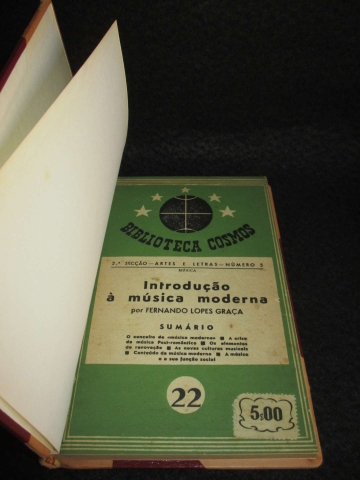 BIBLIOTECA COSMOS
2.ª SECÇÃO — ARTES E LETRAS — NÚMERO 5
MÚSICA
Introdução
à música moderna
por FERNANDO LOPES GRAÇA
SUMÁRIO
O conceito de «música moderna» ■ A crise
da música Post-romântica ■ Os elementos
da renovação ■ As novas culturas musicais
■ Conteúdo da música moderna ■ A música
e a sua função social
22
5$00